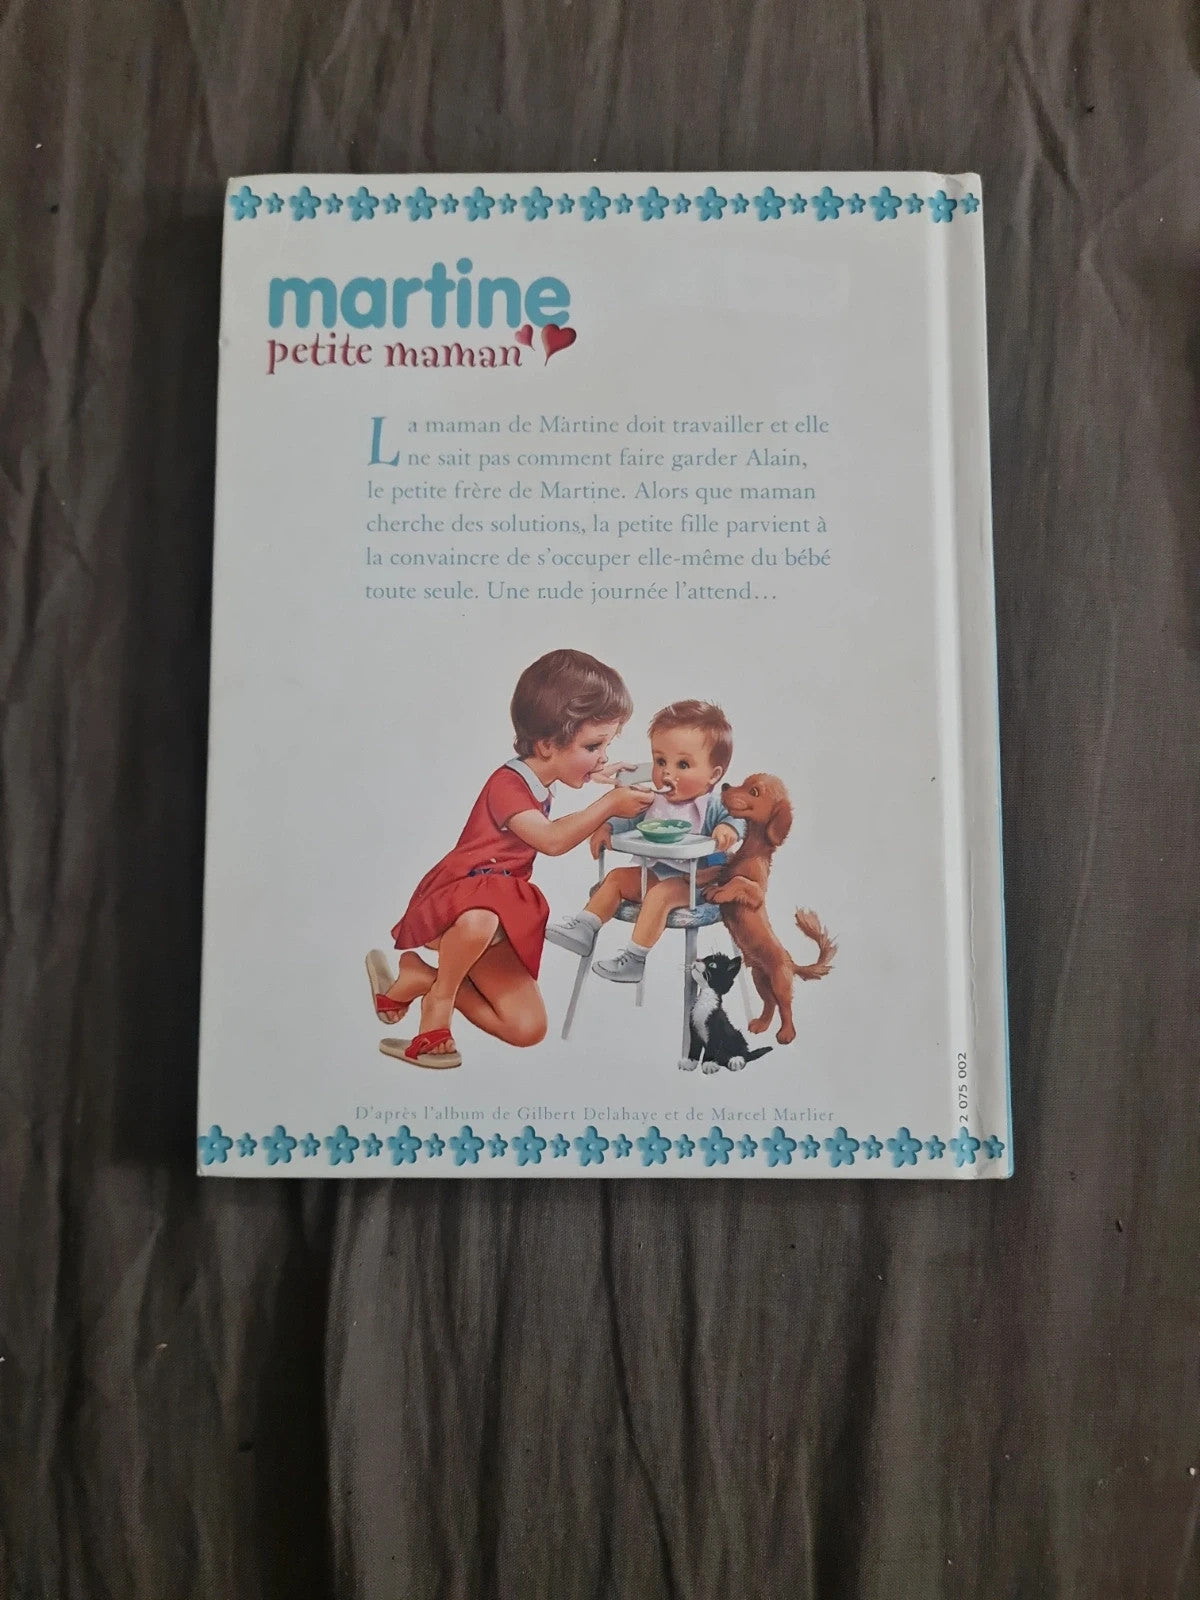 martine
petite maman
La maman de Martine doit travailler et elle
ne sait pas comment faire garder Alain,
le petite frère de Martine. Alors que maman
cherche des solutions, la petite fille parvient à
la convaincre de s'occuper elle-même du bébé
toute seule. Une rude journée l'attend...
D'après l'album de Gilbert Delahaye et de Marcel Marlier
2 075 002